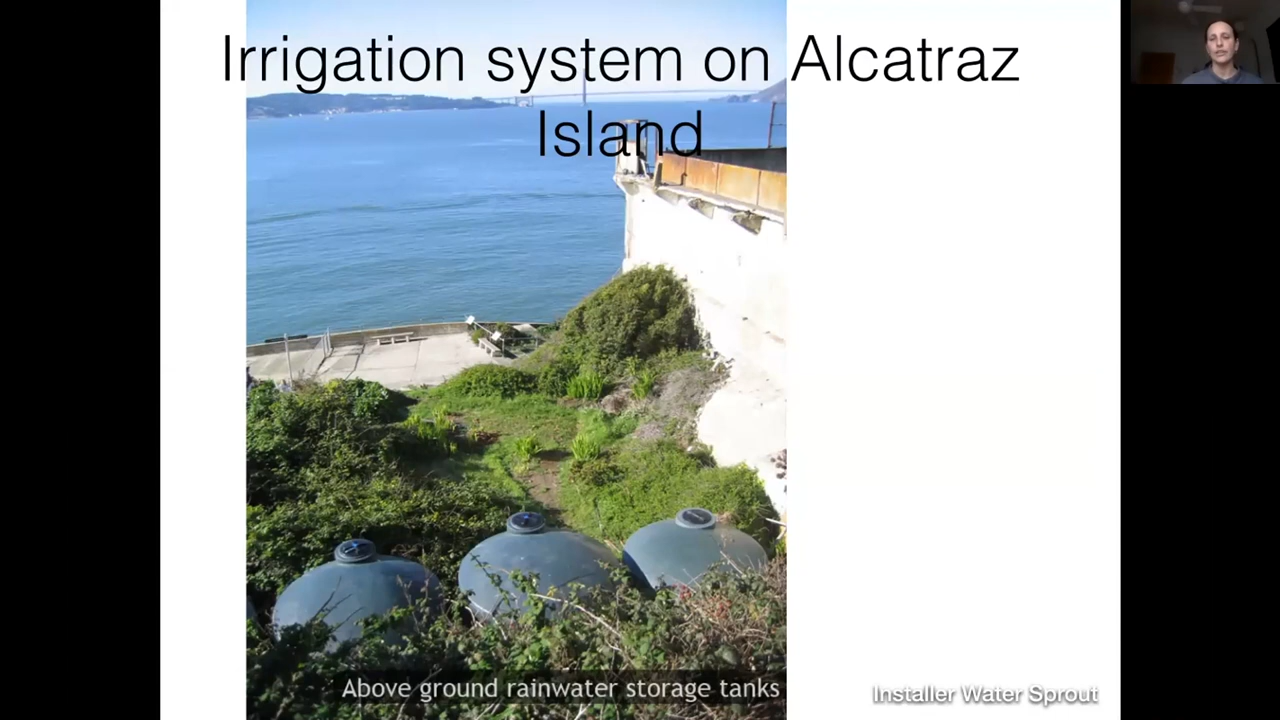 Irrigation system on Alcatraz
Island
Above ground rainwater storage tanks
Installer Water Sprout